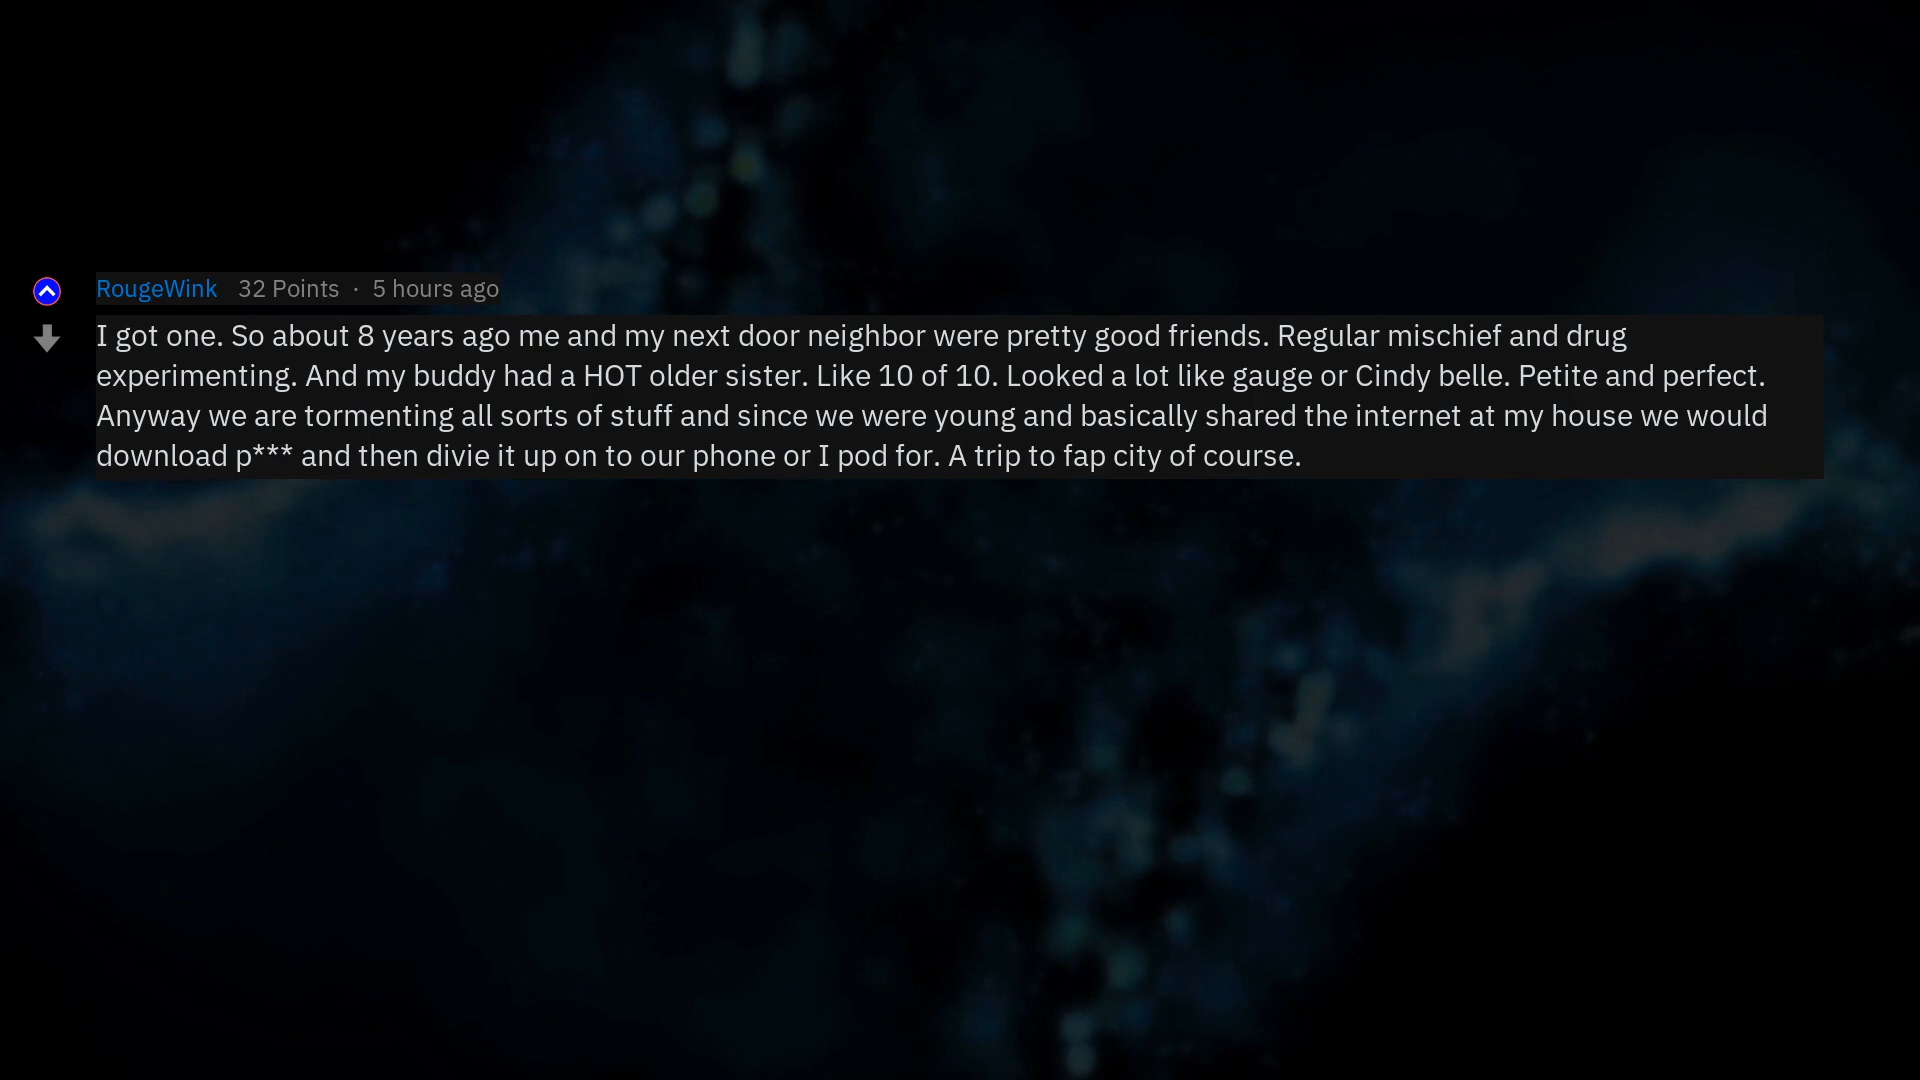 RougeWink 32 Points · 5 hours ago
I got one. So about 8 years ago me and my next door neighbor were pretty good friends. Regular mischief and drug
experimenting. And my buddy had a HOT older sister. Like 10 of 10. Looked a lot like gauge or Cindy belle. Petite and perfect.
Anyway we are tormenting all sorts of stuff and since we were young and basically shared the internet at my house we would
download p*** and then divie it up on to our phone or I pod for. A trip to fap city of course.